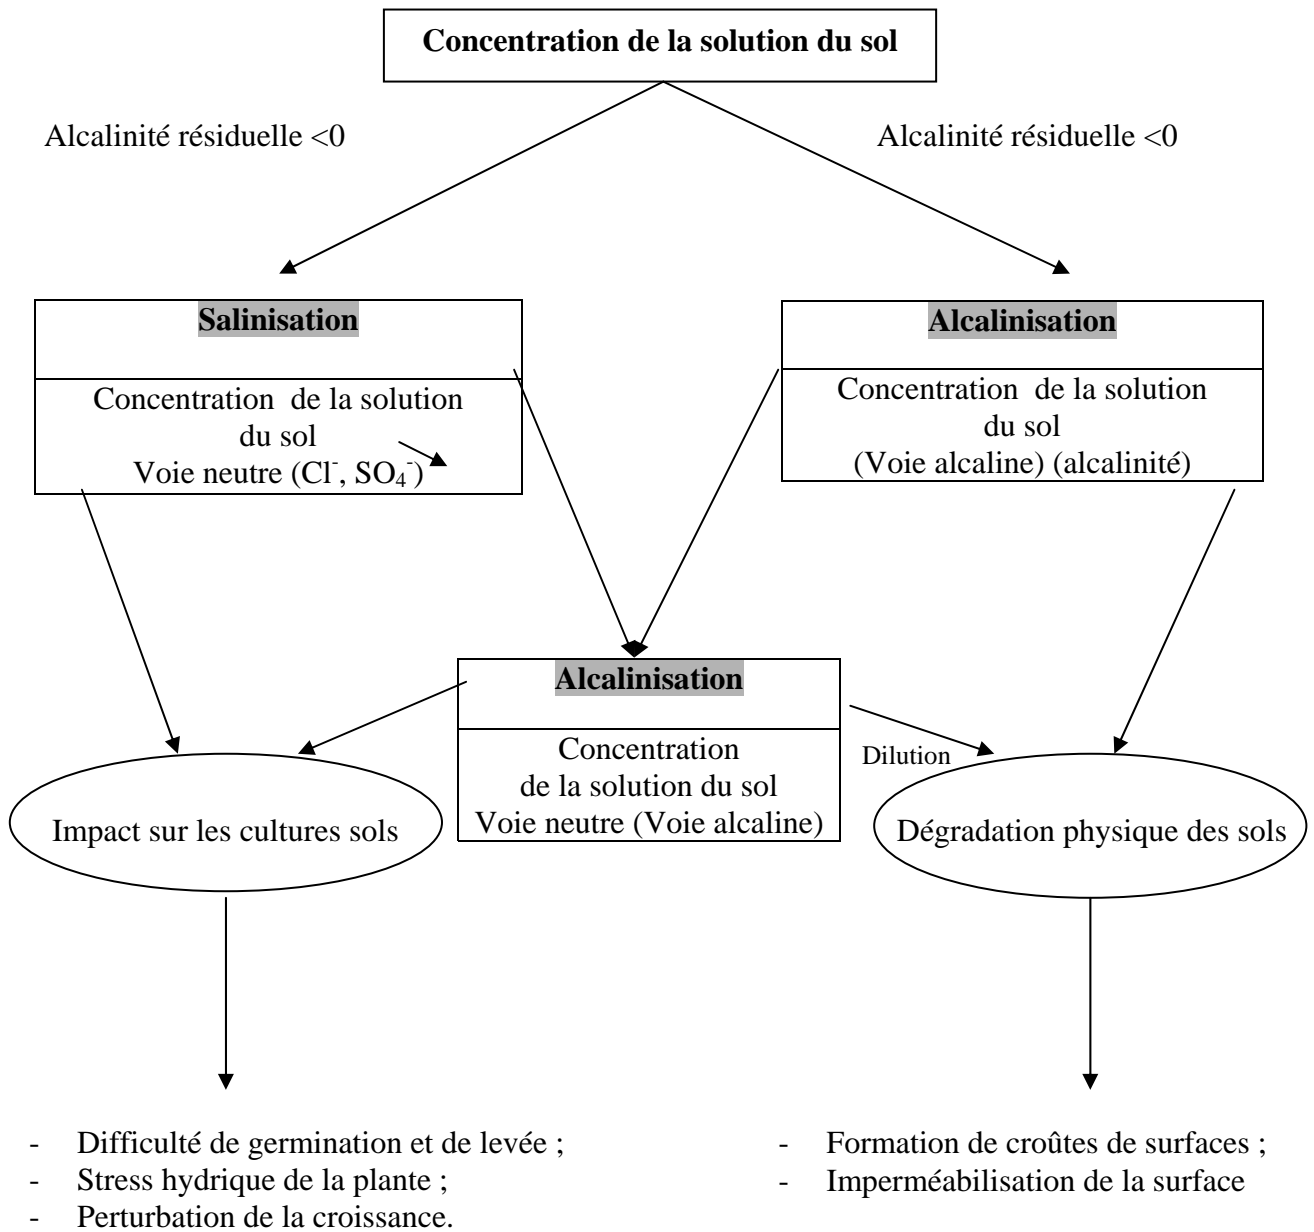 Concentration de la solution du sol
Alcalinité résiduelle <0
Alcalinité résiduelle <0
Salinisation
Concentration de la solution
du sol
Voie neutre (Cl⁻, SO₄⁻)
Alcalinisation
Concentration de la solution
du sol
(Voie alcaline) (alcalinité)
Alcalinisation
Concentration
de la solution du sol
Voie neutre (Voie alcaline)
Dilution
Impact sur les cultures sols
Dégradation physique des sols
- Difficulté de germination et de levée ;
- Stress hydrique de la plante ;
- Perturbation de la croissance.
- Formation de croûtes de surfaces ;
- Imperméabilisation de la surface